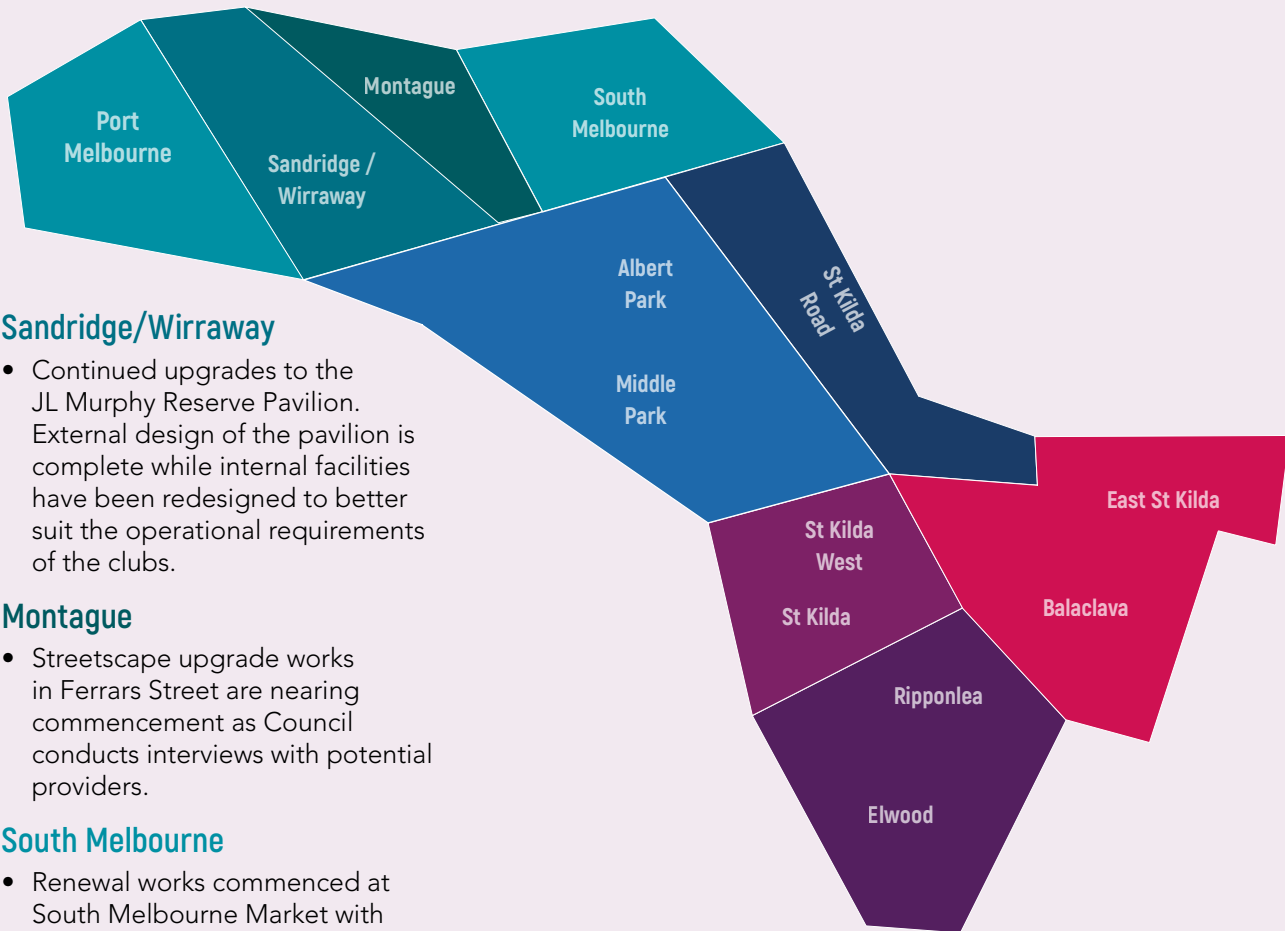 Port
Melbourne
Sandridge /
Wirraway
Montague
South
Melbourne
Albert
Park
Middle
Park
St Kilda
Road
St Kilda
West
St Kilda
East St Kilda
Balaclava
Ripponlea
Elwood
Sandridge/Wirraway
• Continued upgrades to the
JL Murphy Reserve Pavilion.
External design of the pavilion is
complete while internal facilities
have been redesigned to better
suit the operational requirements
of the clubs.
Montague
• Streetscape upgrade works
in Ferrars Street are nearing
commencement as Council
conducts interviews with potential
providers.
South Melbourne
• Renewal works commenced at
South Melbourne Market with